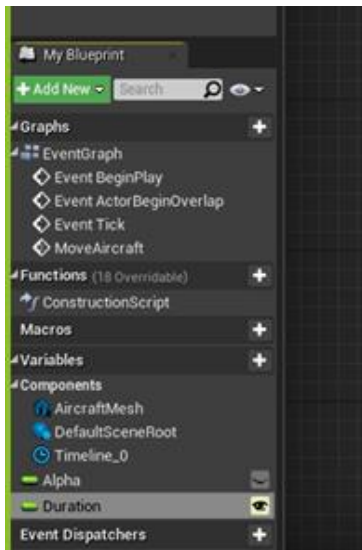 My Blueprint
Add New
Search
Graphs
EventGraph
Event BeginPlay
Event ActorBeginOverlap
Event Tick
MoveAircraft
Functions (18 Overridable)
ConstructionScript
Macros
Variables
Components
AircraftMesh
DefaultSceneRoot
Timeline_0
Alpha
Duration
Event Dispatchers